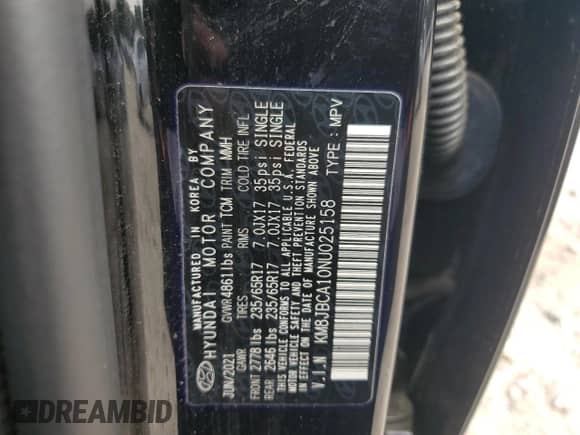 MANUFACTURED IN KOREA BY
HYUNDAI MOTOR COMPANY
JUN/2021 GVWR 4861lbs PAINT TCM TRIM MMH
GAWR TIRES RMS COLD TIRE INFL
FRONT 2778 lbs 235/65R17 7.0JX17 35psi SINGLE
REAR 2646 lbs 235/65R17 7.0JX17 35psi SINGLE
THIS VEHICLE CONFORMS TO ALL APPLICABLE U.S.A. FEDERAL
MOTOR VEHICLE SAFETY AND THEFT PREVENTION STANDARDS
IN EFFECT ON THE DATE OF MANUFACTURE SHOWN ABOVE
V.I.N KM8JBCA10NU025158 TYPE : MPV
DREAMBID